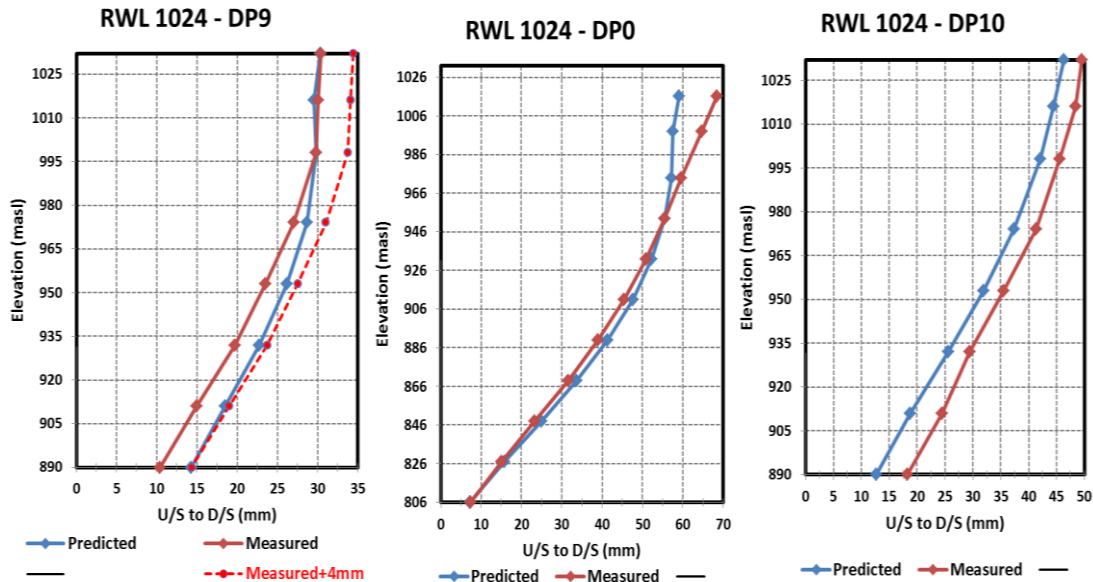 RWL 1024 - DP9
Elevation (masl)
1025
1010
995
980
965
950
935
920
905
890
0 5 10 15 20 25 30 35
U/S to D/S (mm)
Predicted Measured
Measured+4mm
RWL 1024 - DP0
Elevation (masl)
1026
1006
986
966
946
926
906
886
866
846
826
806
0 10 20 30 40 50 60 70
U/S to D/S (mm)
Predicted Measured
RWL 1024 - DP10
Elevation (masl)
1025
1010
995
980
965
950
935
920
905
890
0 5 10 15 20 25 30 35 40 45 50
U/S to D/S (mm)
Predicted Measured